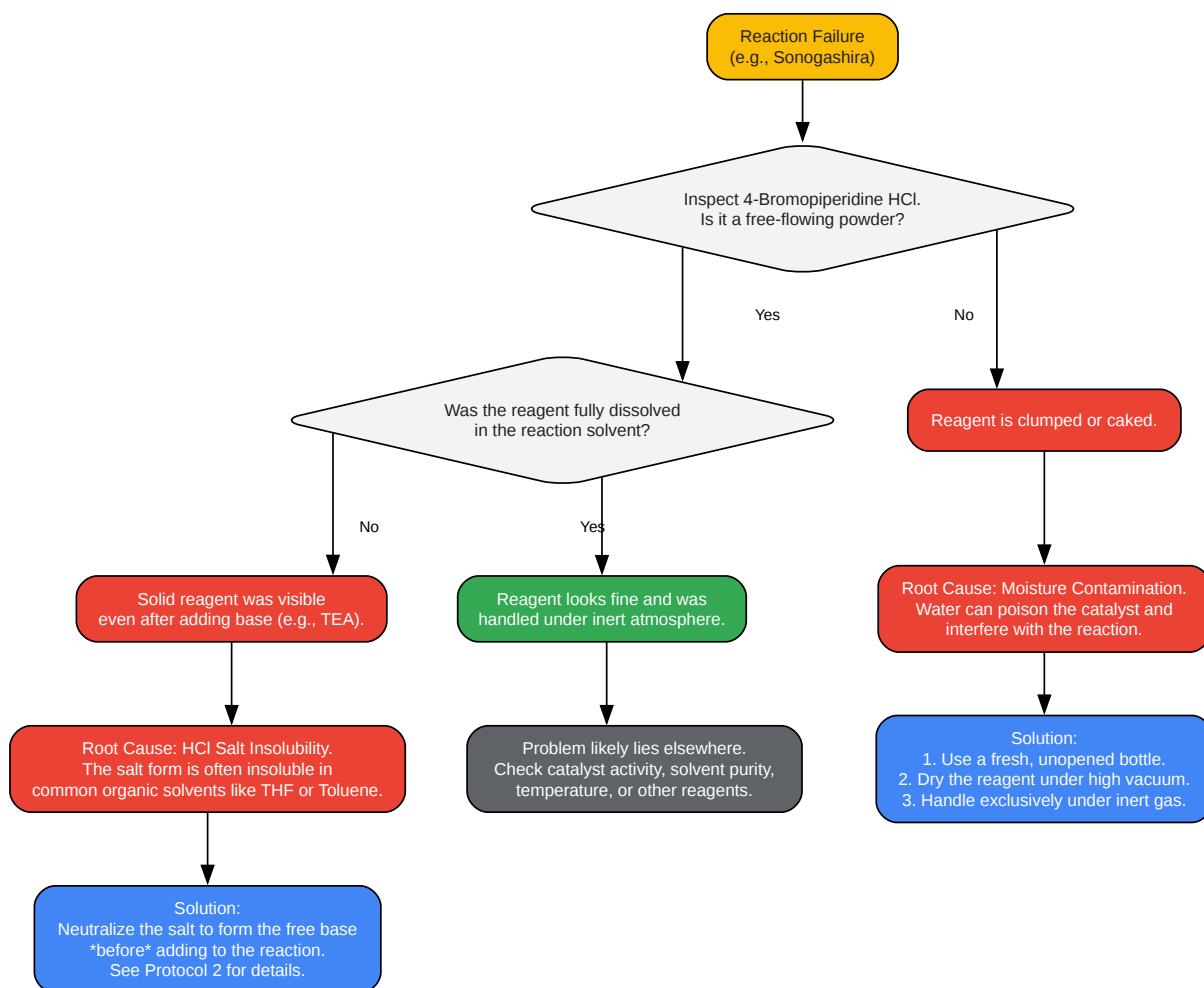 Reaction Failure
(e.g., Sonogashira)
Inspect 4-Bromopiperidine HCl.
Is it a free-flowing powder?
Yes
No
Was the reagent fully dissolved
in the reaction solvent?
Reagent is clumped or caked.
No
Yes
Solid reagent was visible
even after adding base (e.g., TEA).
Reagent looks fine and was
handled under inert atmosphere.
Root Cause: Moisture Contamination.
Water can poison the catalyst and
interfere with the reaction.
Root Cause: HCl Salt Insolubility.
The salt form is often insoluble in
common organic solvents like THF or Toluene.
Problem likely lies elsewhere.
Check catalyst activity, solvent purity,
temperature, or other reagents.
Solution:
1. Use a fresh, unopened bottle.
2. Dry the reagent under high vacuum.
3. Handle exclusively under inert gas.
Solution:
Neutralize the salt to form the free base
*before* adding to the reaction.
See Protocol 2 for details.